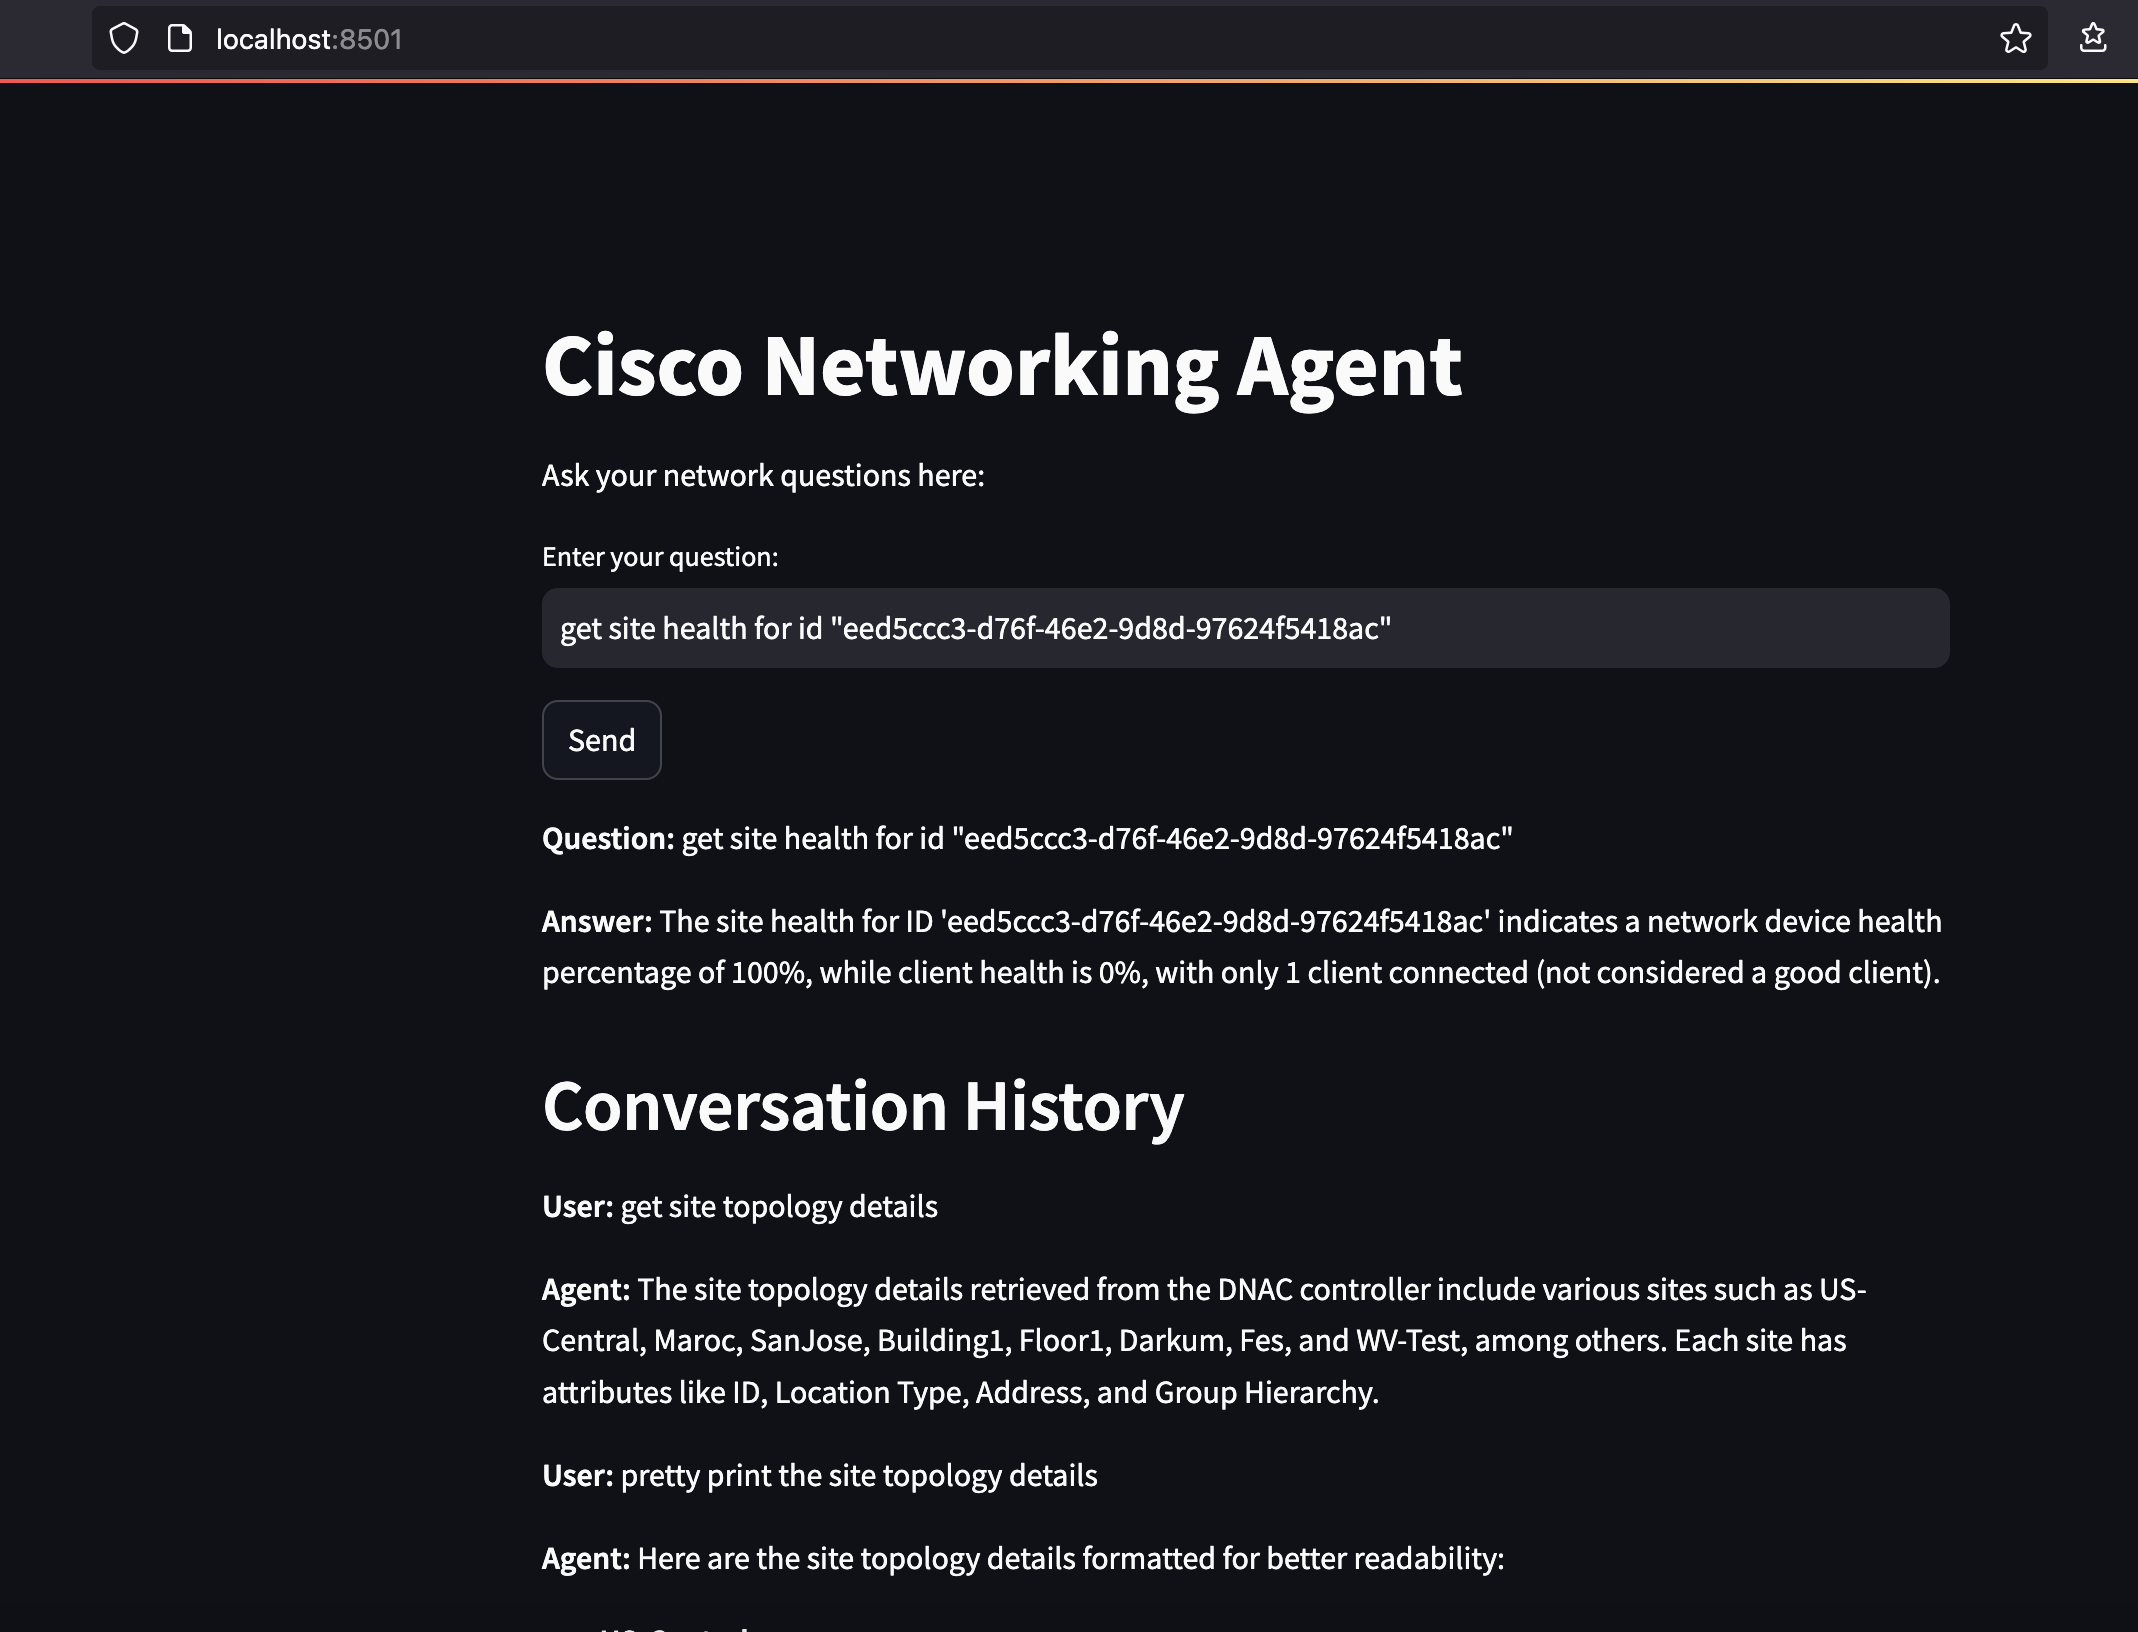 localhost:8501
Cisco Networking Agent
Ask your network questions here:
Enter your question:
get site health for id "eed5ccc3-d76f-46e2-9d8d-97624f5418ac"
Send
Question: get site health for id "eed5ccc3-d76f-46e2-9d8d-97624f5418ac"
Answer: The site health for ID 'eed5ccc3-d76f-46e2-9d8d-97624f5418ac' indicates a network device health
percentage of 100%, while client health is 0%, with only 1 client connected (not considered a good client).
Conversation History
User: get site topology details
Agent: The site topology details retrieved from the DNAC controller include various sites such as US-
Central, Maroc, SanJose, Building1, Floor1, Darkum, Fes, and WV-Test, among others. Each site has
attributes like ID, Location Type, Address, and Group Hierarchy.
User: pretty print the site topology details
Agent: Here are the site topology details formatted for better readability: